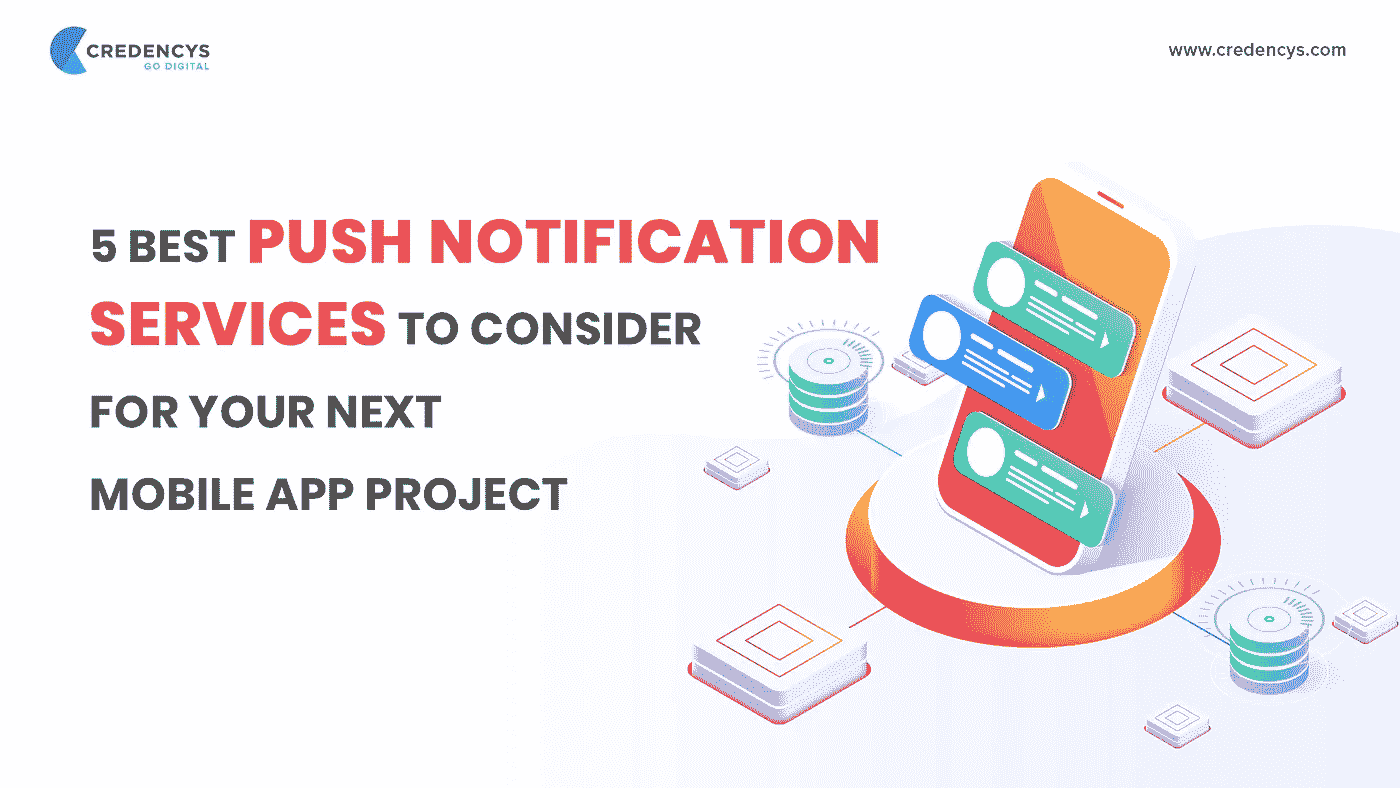 CREDENCYS
GO DIGITAL
www.credencys.com
5 BEST PUSH NOTIFICATION
SERVICES TO CONSIDER
FOR YOUR NEXT
MOBILE APP PROJECT